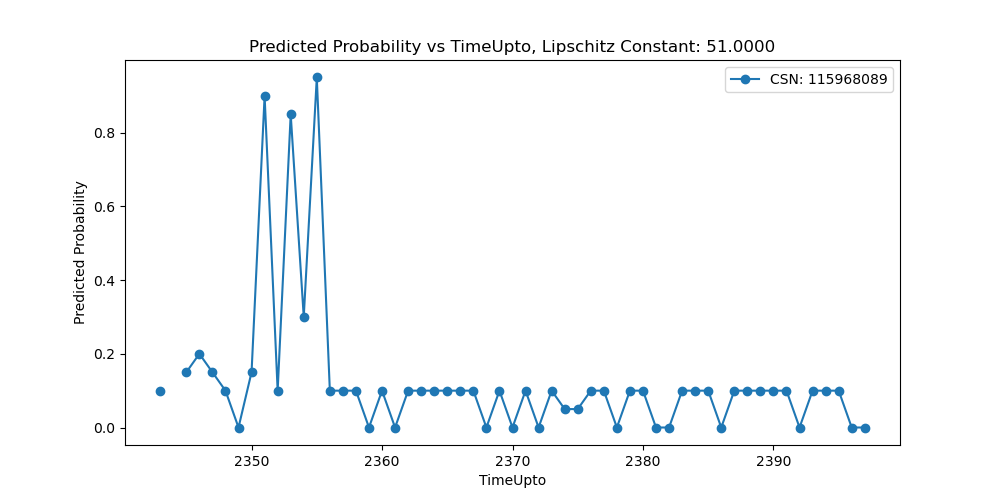 Predicted Probability vs TimeUpto, Lipschitz Constant: 51.0000
CSN: 115968089
Predicted Probability
0.8
0.6
0.4
0.2
0.0
2350 2360 2370 2380 2390
TimeUpto